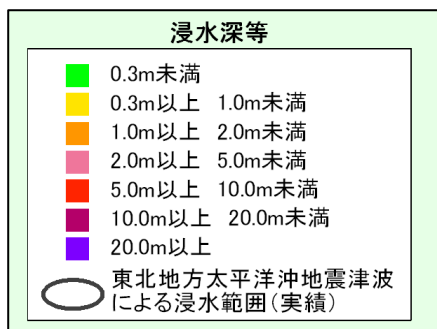 浸水深等
0.3m未満
0.3m以上 1.0m未満
1.0m以上 2.0m未満
2.0m以上 5.0m未満
5.0m以上 10.0m未満
10.0m以上 20.0m未満
20.0m以上
東北地方太平洋沖地震津波
による浸水範囲(実績)